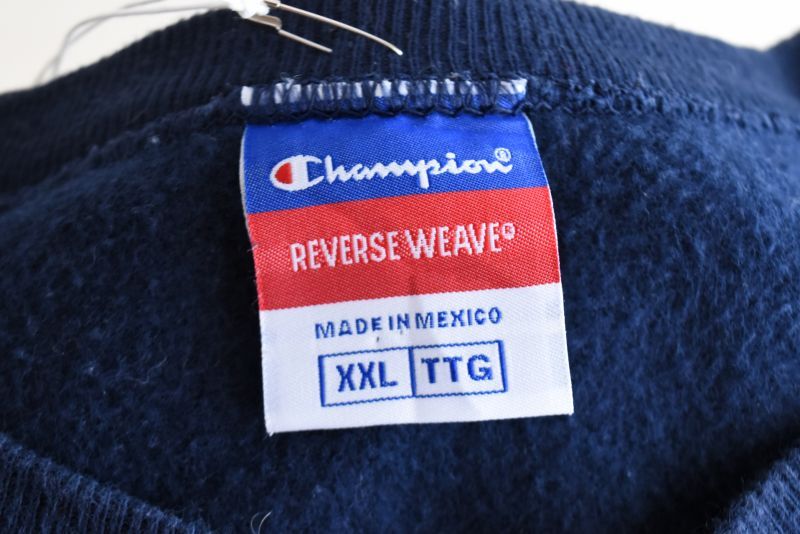 Champion®
REVERSE WEAVE®
MADE IN MEXICO
XXL TTG